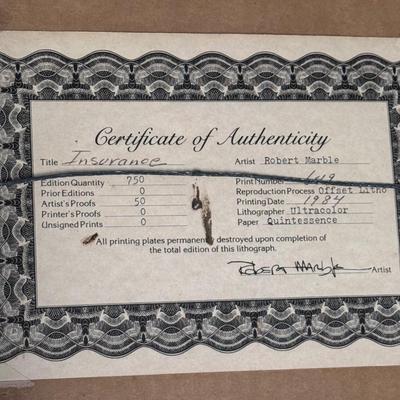 Certificate of Authenticity
Title Insurance Artist Robert Marble
Edition Quantity 750 Print Number
Prior Editions 0 Reproduction Process Offset Litho
Artist's Proofs 50 Printing Date 1984
Printer's Proofs 0 Lithographer Ultracolor
Unsigned Prints 0 Paper Quintessence
All printing plates permanently destroyed upon completion of
the total edition of this lithograph.
Robert Marble Artist